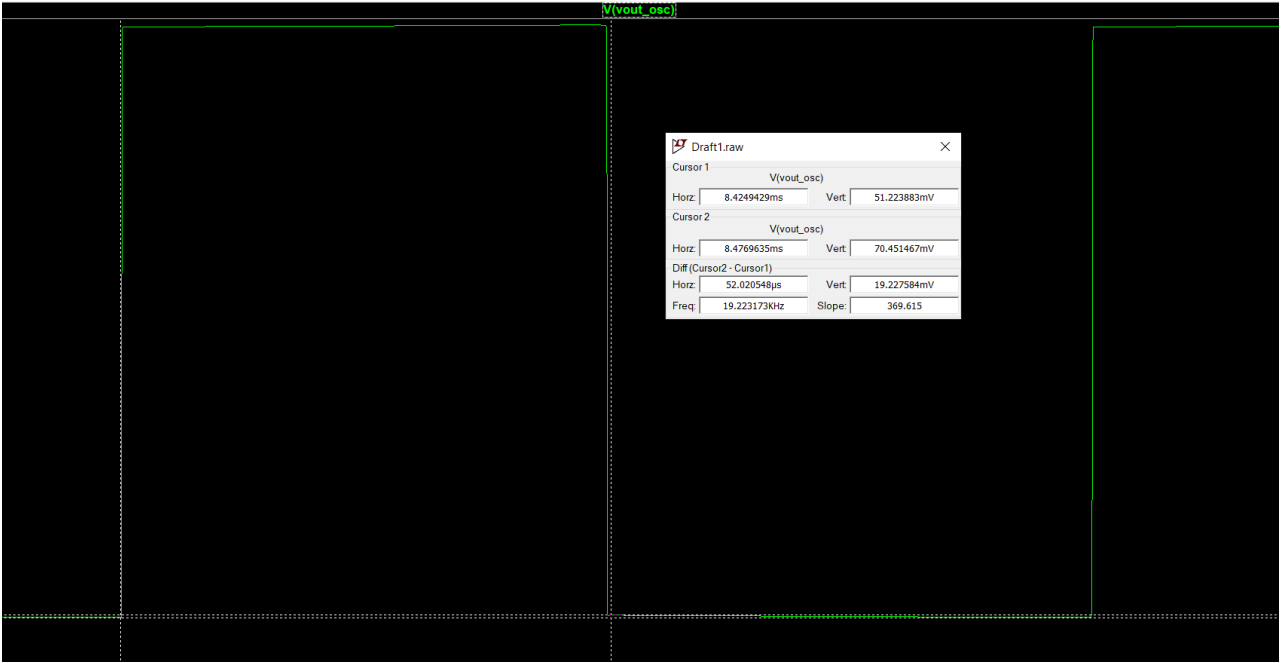 V(vout_osc)
Draft1.raw
Cursor 1
V(vout_osc)
Horz: 8.4249429ms Vert: 51.223883mV
Cursor 2
V(vout_osc)
Horz: 8.4769635ms Vert: 70.451467mV
Diff (Cursor2 - Cursor1)
Horz: 52.020548µs Vert: 19.227584mV
Freq: 19.223173KHz Slope: 369.615